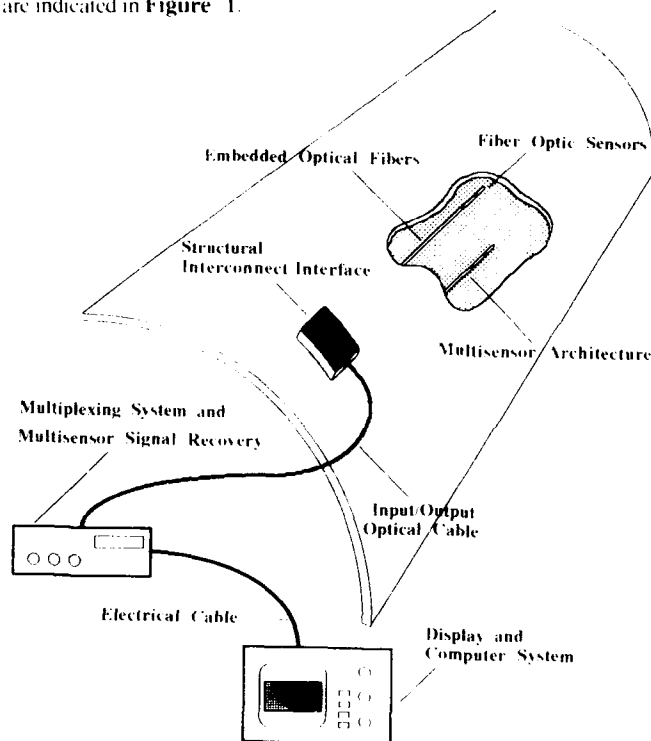 are indicated in Figure 1.
Fiber Optic Sensors
Embedded Optical Fibers
Structural
Interconnect Interface
Multisensor Architecture
Multiplexing System and
Multisensor Signal Recovery
Input/Output
Optical Cable
Electrical Cable
Display and
Computer System